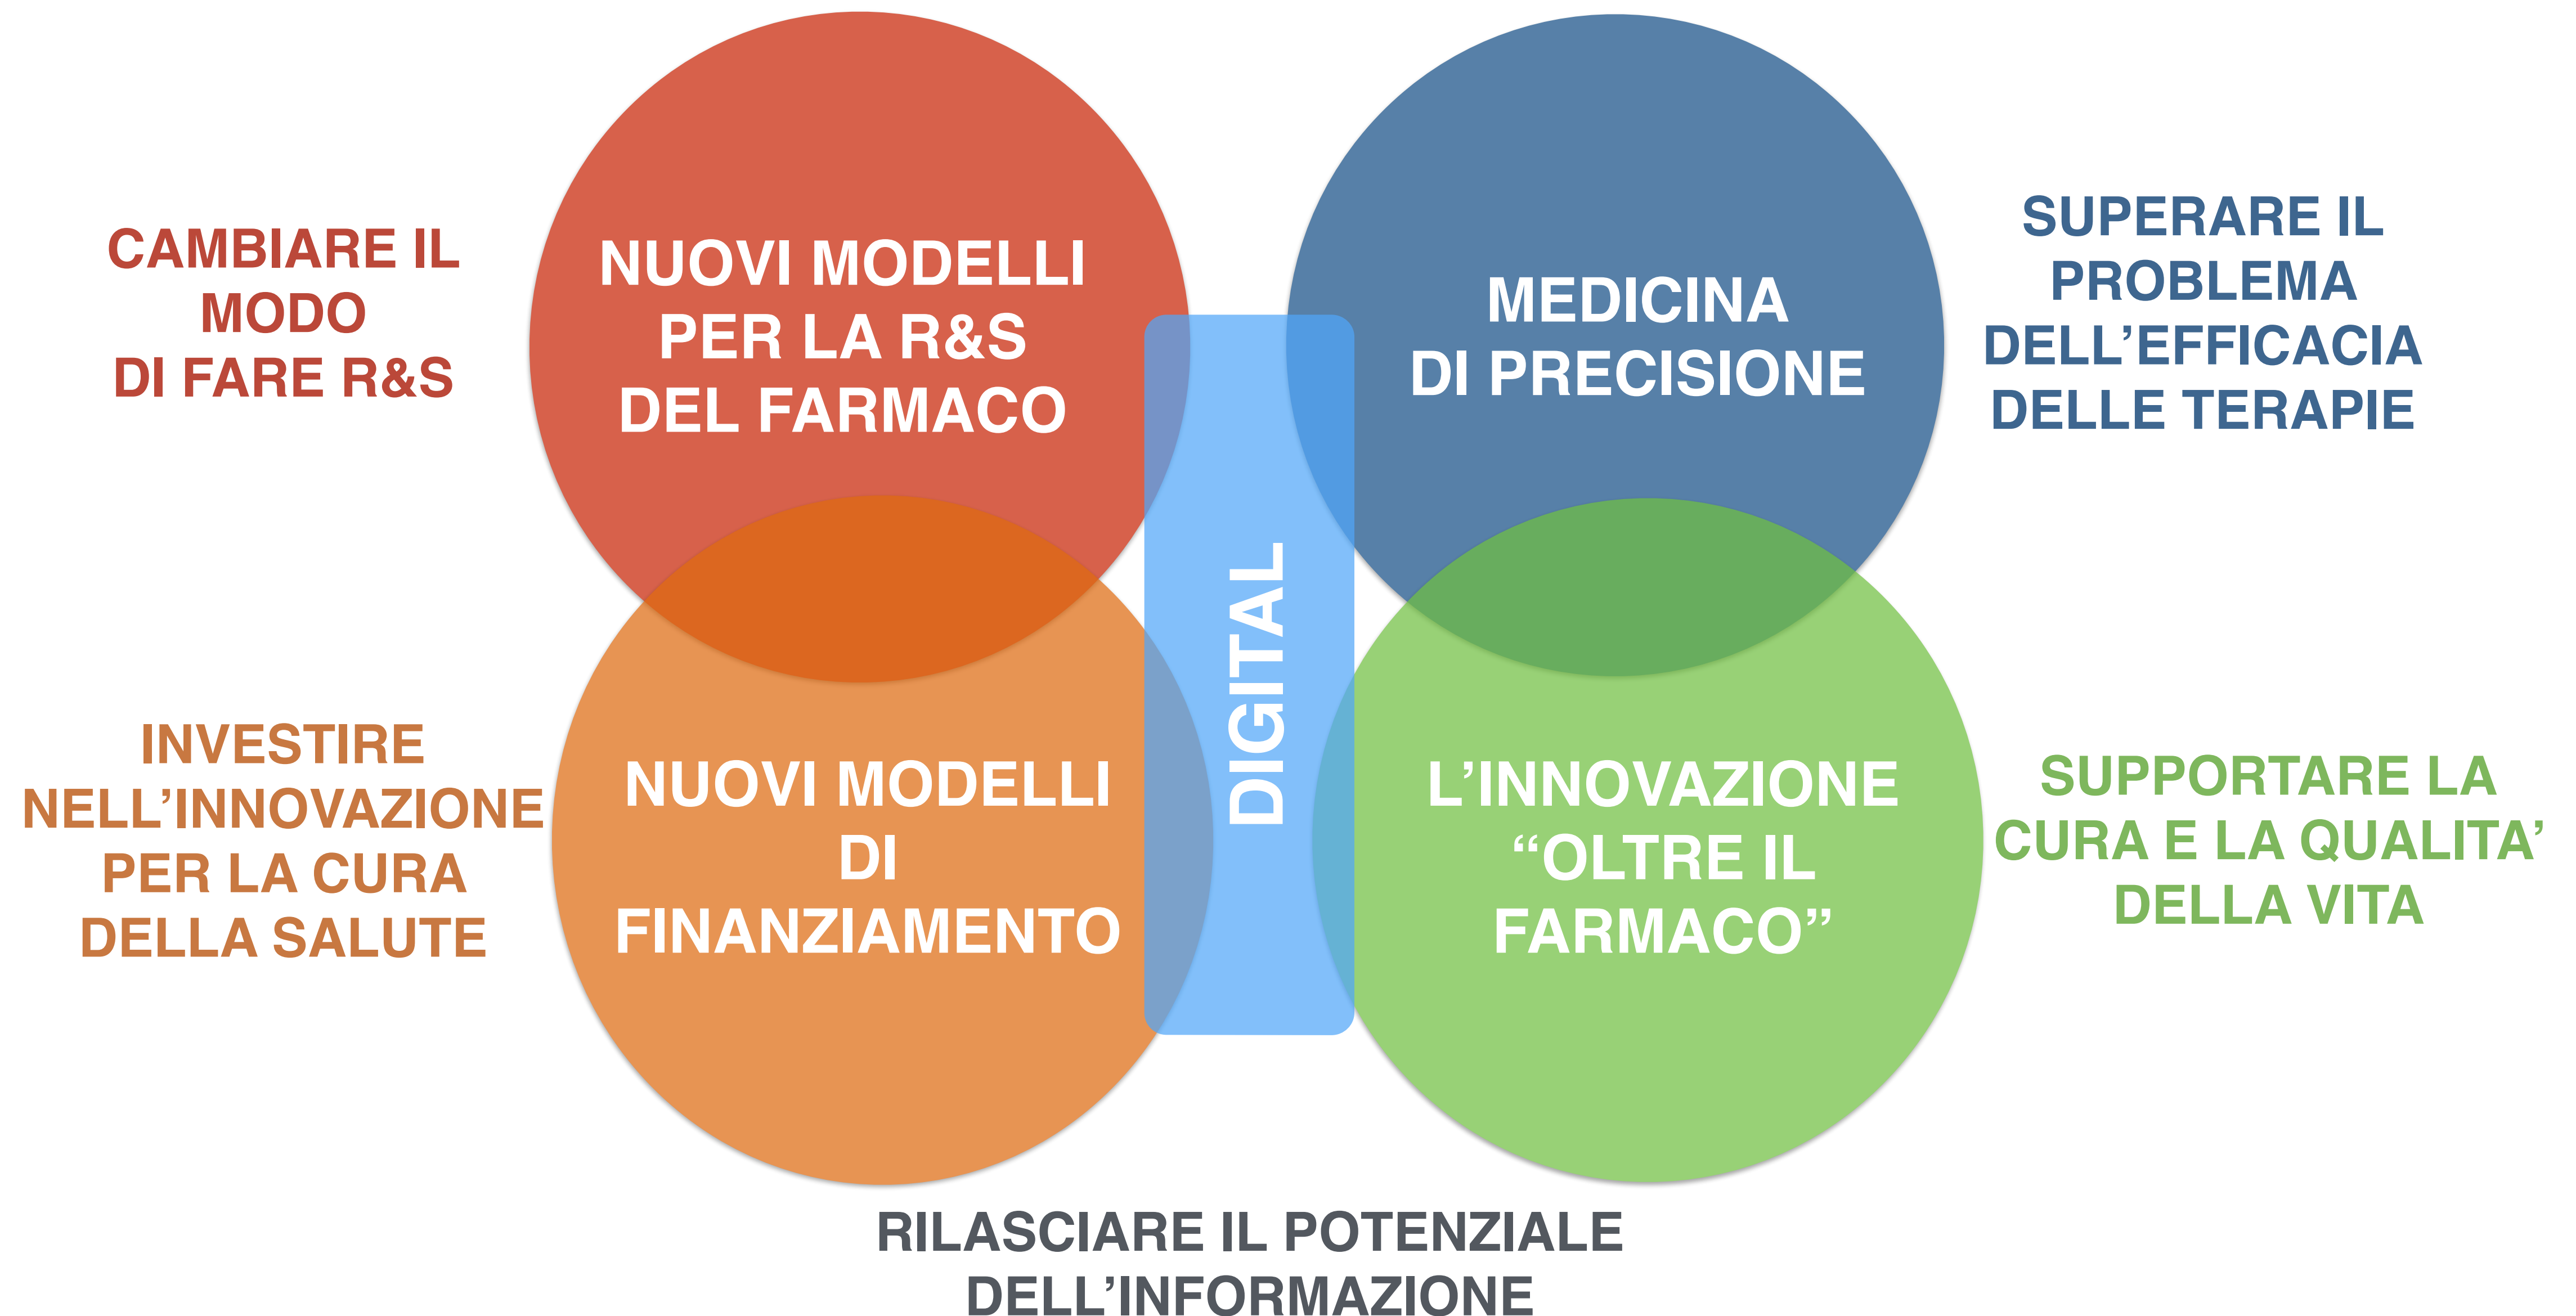 CAMBIARE IL
MODO
DI FARE R&S
NUOVI MODELLI
PER LA R&S
DEL FARMACO
MEDICINA
DI PRECISIONE
SUPERARE IL
PROBLEMA
DELL’EFFICACIA
DELLE TERAPIE
DIGITAL
INVESTIRE
NELL’INNOVAZIONE
PER LA CURA
DELLA SALUTE
NUOVI MODELLI
DI
FINANZIAMENTO
L’INNOVAZIONE
“OLTRE IL
FARMACO”
SUPPORTARE LA
CURA E LA QUALITA’
DELLA VITA
RILASCIARE IL POTENZIALE
DELL’INFORMAZIONE